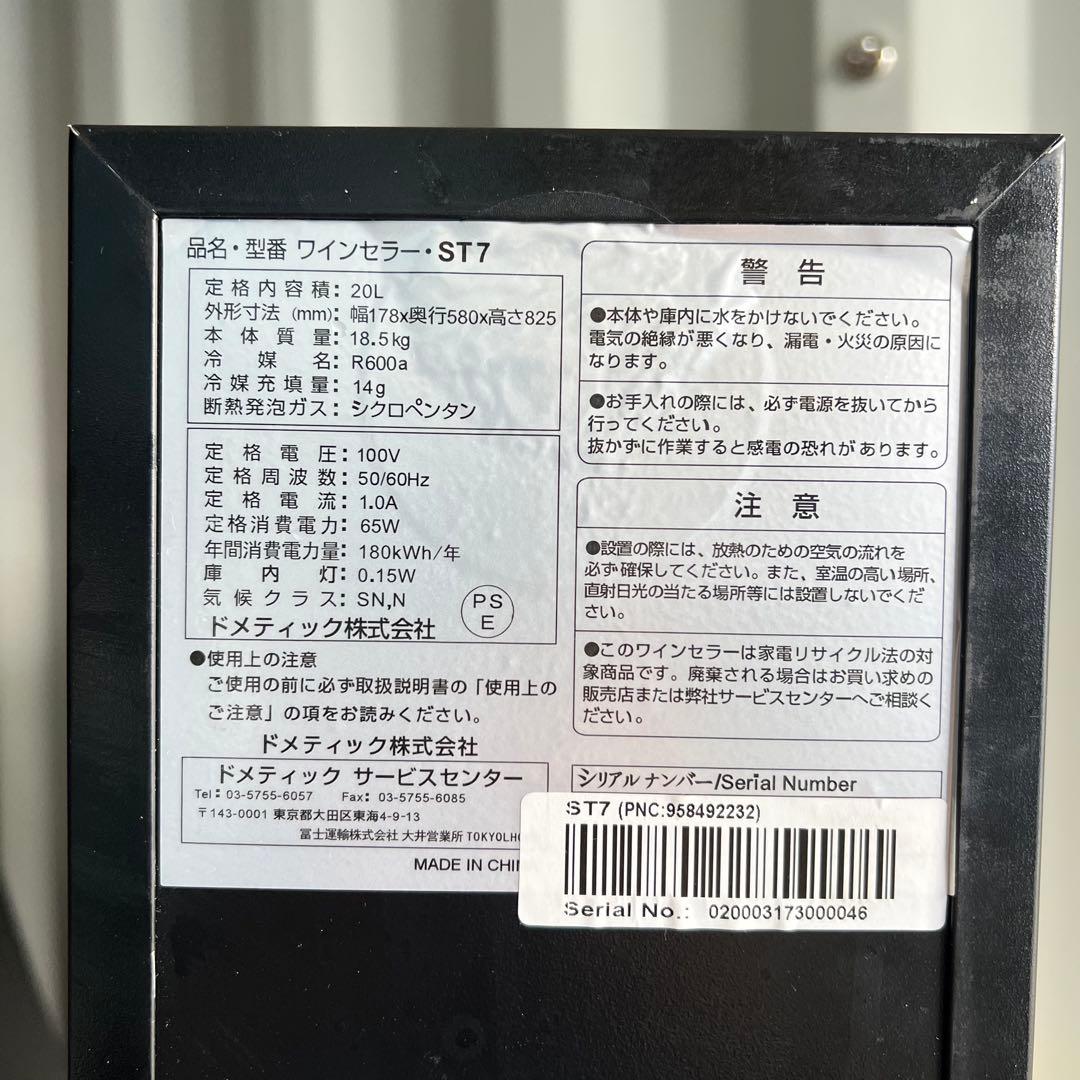 品名・型番 ワインセラー・ST7
定格内容積: 20L
外形寸法 (mm): 幅178x奥行580x高さ825
本体質量: 18.5kg
冷媒名: R600a
冷媒充填量: 14g
断熱発泡ガス: シクロペンタン
定格電圧: 100V
定格周波数: 50/60Hz
定格電流: 1.0A
定格消費電力: 65W
年間消費電力量: 180kWh/年
庫内灯: 0.15W
気候クラス: SN,N
PS
E
ドメティック株式会社
●使用上の注意
ご使用の前に必ず取扱説明書の「使用上の
ご注意」の項をお読みください。
ドメティック株式会社
ドメティック サービスセンター
Tel: 03-5755-6057 Fax: 03-5755-6085
〒143-0001 東京都大田区東海4-9-13
冨士運輸株式会社 大井営業所
MADE IN
警告
●本体や庫内に水をかけないでください。
電気の絶縁が悪くなり、漏電・火災の原因に
なります。
●お手入れの際には、必ず電源を抜いてから
行ってください。
抜かずに作業すると感電の恐れがあります。
注意
●設置の際には、放熱のための空気の流れを
必ず確保してください。また、室温の高い場所、
直射日光の当たる場所等には設置しないでくだ
さい。
●このワインセラーは家電リサイクル法の対
象商品です。廃棄される場合はお買い求めの
販売店または弊社サービスセンターへご相談く
ださい。
シリアルナンバー/Serial Number
ST7 (PNC:958492232)
Serial No.: 020003173000046